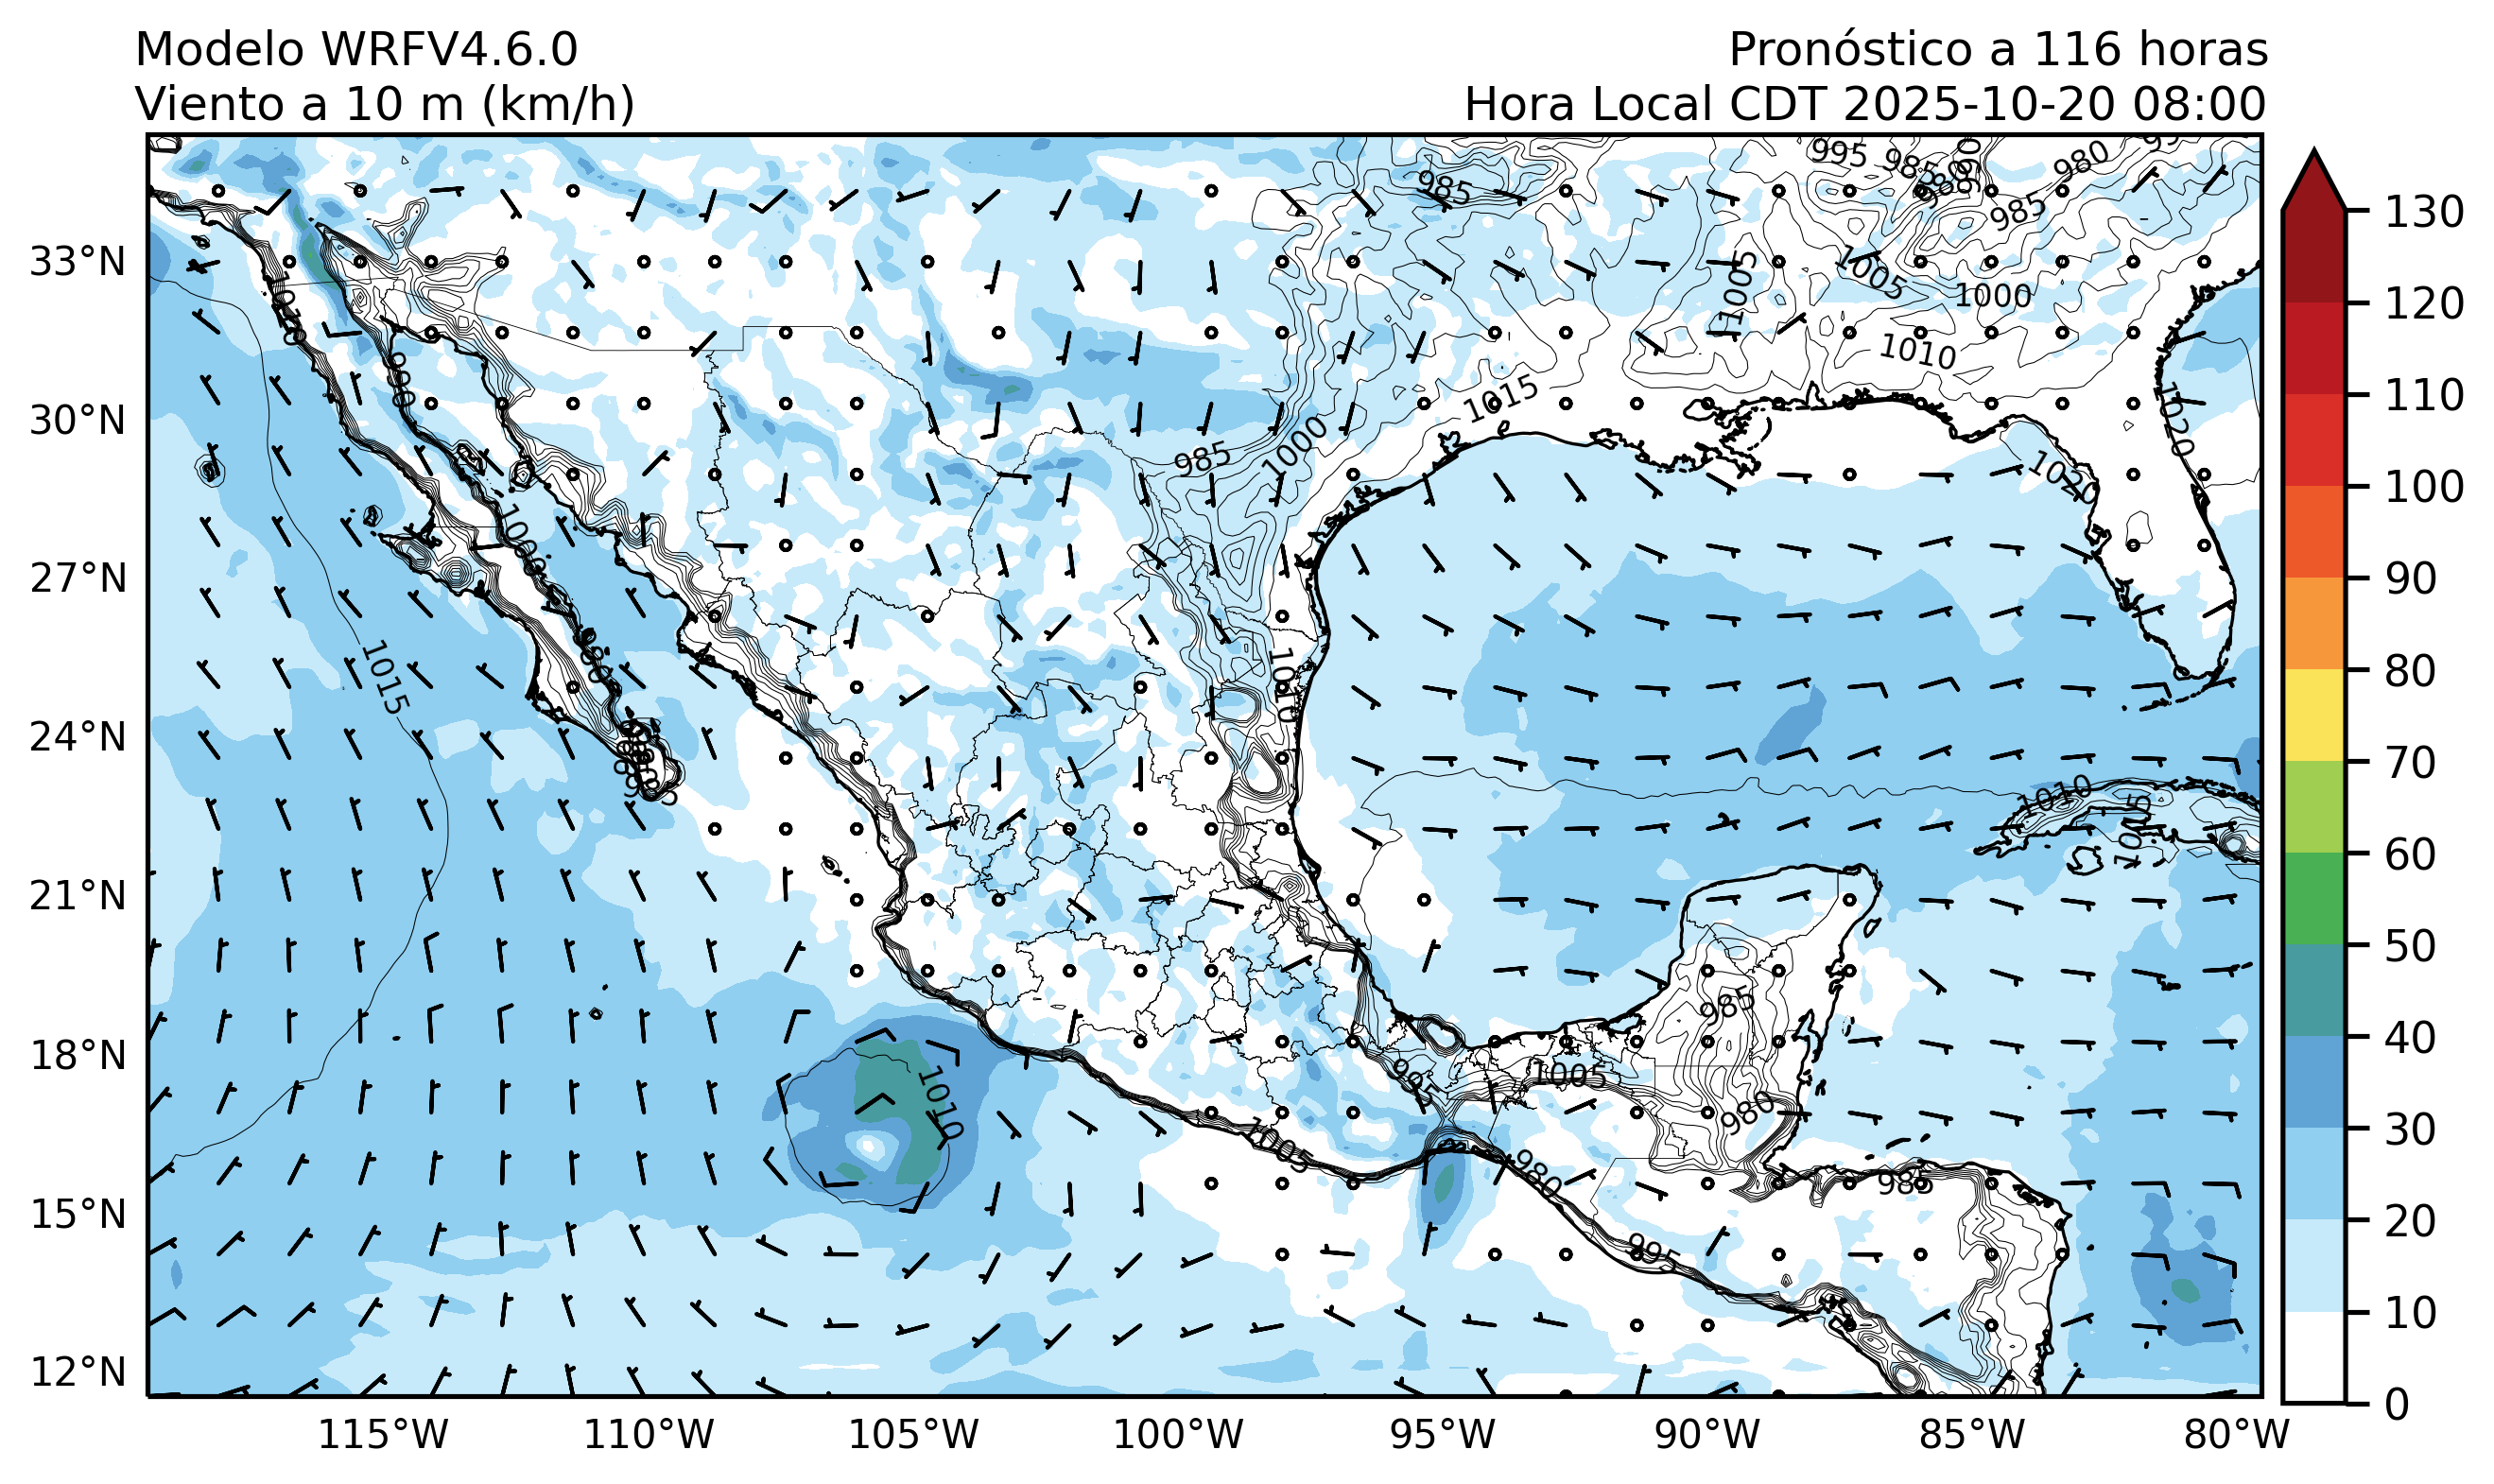 Modelo WRFV4.6.0
Viento a 10 m (km/h)
Pronóstico a 116 horas
Hora Local CDT 2025-10-20 08:00
33°N
30°N
27°N
24°N
21°N
18°N
15°N
12°N
115°W
110°W
105°W
100°W
95°W
90°W
85°W
80°W
130
120
110
100
90
80
70
60
50
40
30
20
10
0
985
995
985
980
985
1005
1005
1000
1010
1015
1020
1020
985
1000
1010
1015
1010
1010
1015
1010
985
995
1005
980
1005
980
985
995